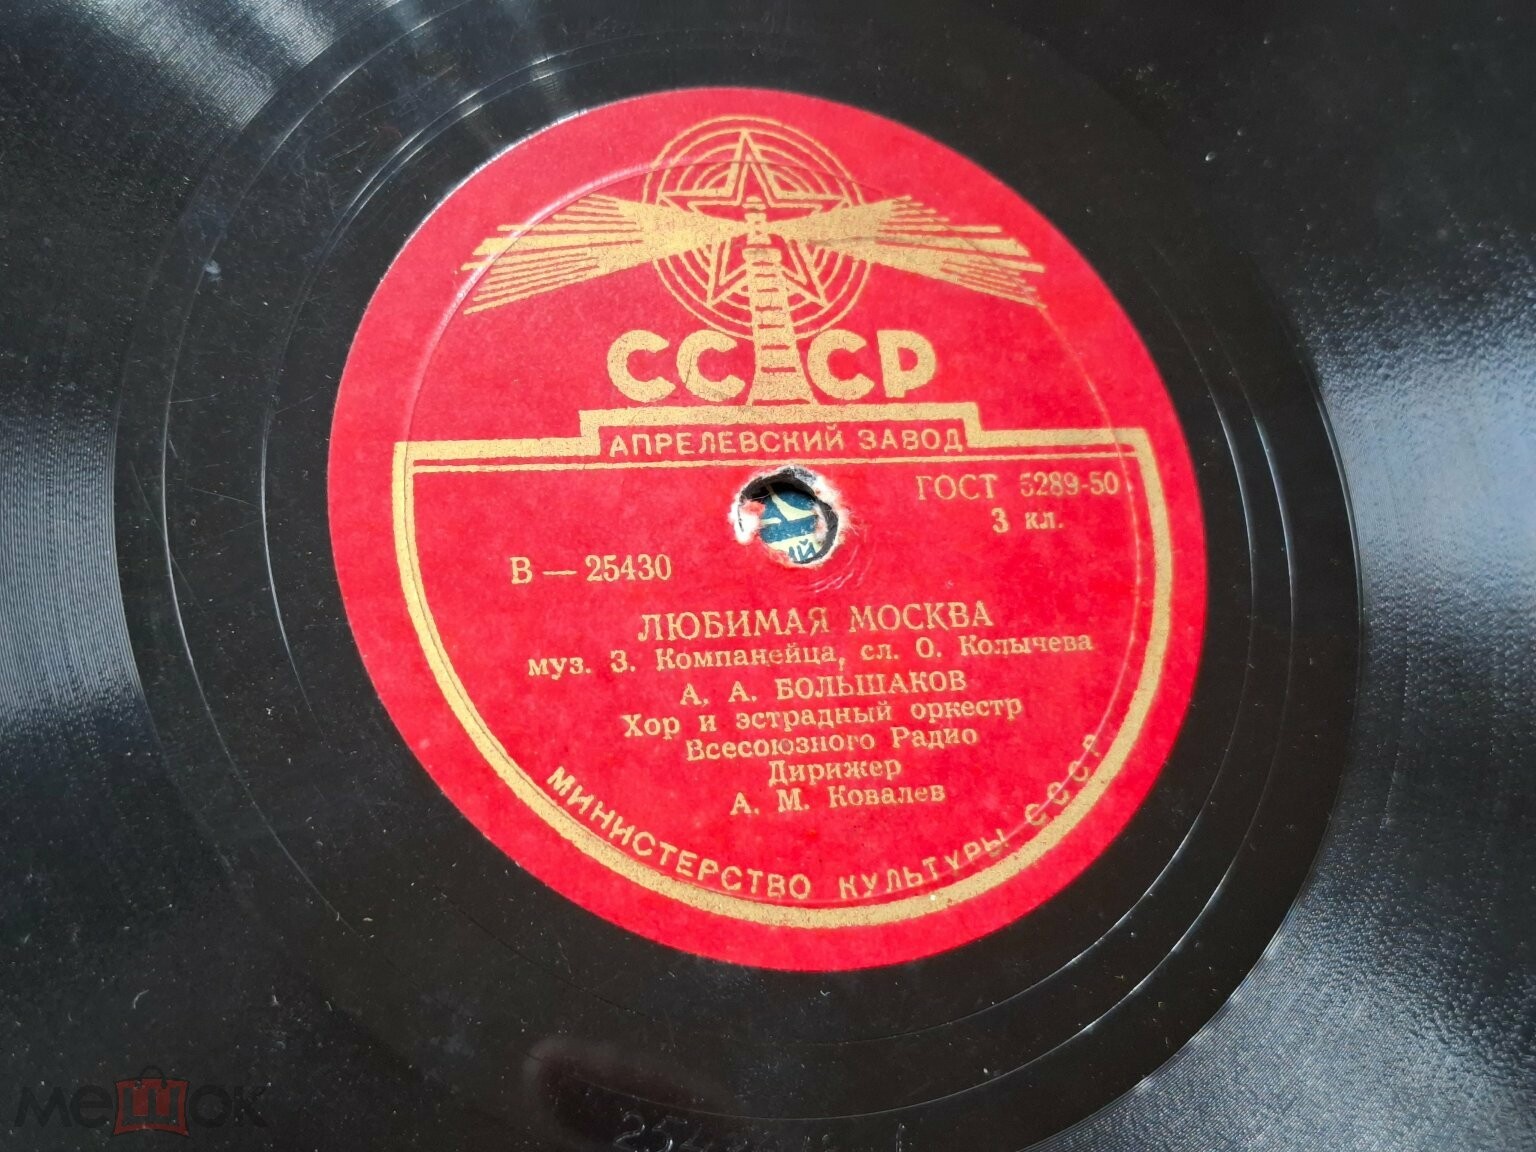 СССР
АПРЕЛЕВСКИЙ ЗАВОД
ГОСТ 5289-50
3 кл.
В — 25430
ЛЮБИМАЯ МОСКВА
муз. З. Компанейца, сл. О. Колычева
А. А. БОЛЬШАКОВ
Хор и эстрадный оркестр
Всесоюзного Радио
Дирижер
А. М. Ковалев
МИНИСТЕРСТВО КУЛЬТУРЫ СССР
мешок